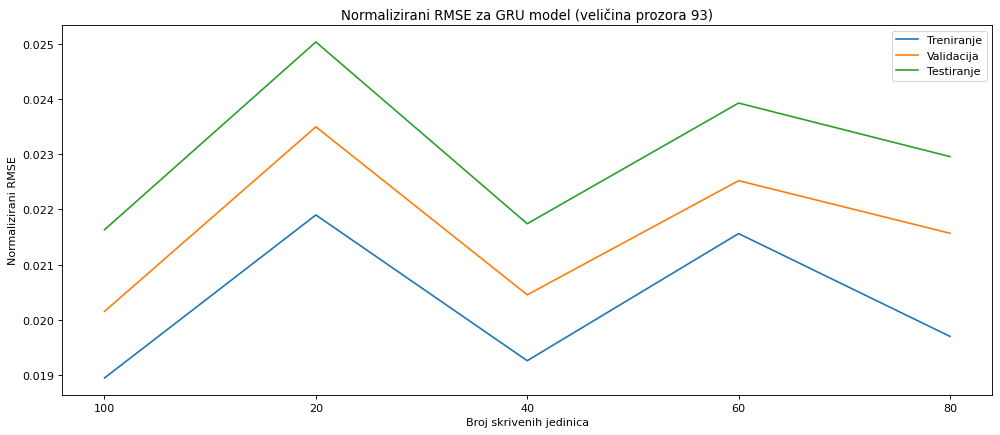 Normalizirani RMSE za GRU model (veličina prozora 93)
Treniranje
Validacija
Testiranje
Normalizirani RMSE
0.025
0.024
0.023
0.022
0.021
0.020
0.019
100 20 40 60 80
Broj skrivenih jedinica